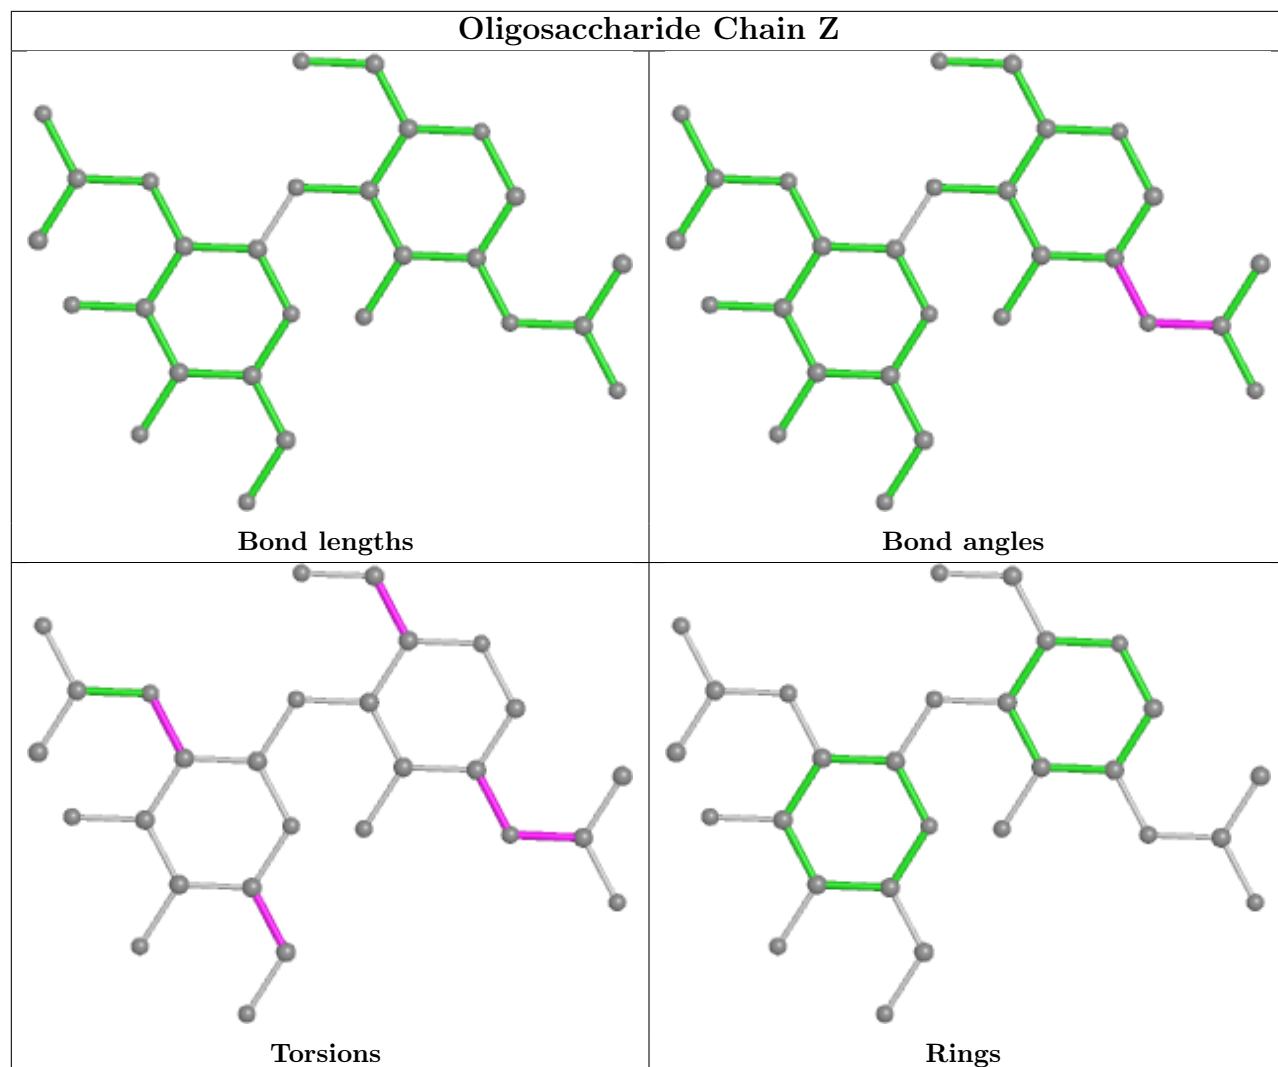 Oligosaccharide Chain Z
Bond lengths
Bond angles
Torsions
Rings